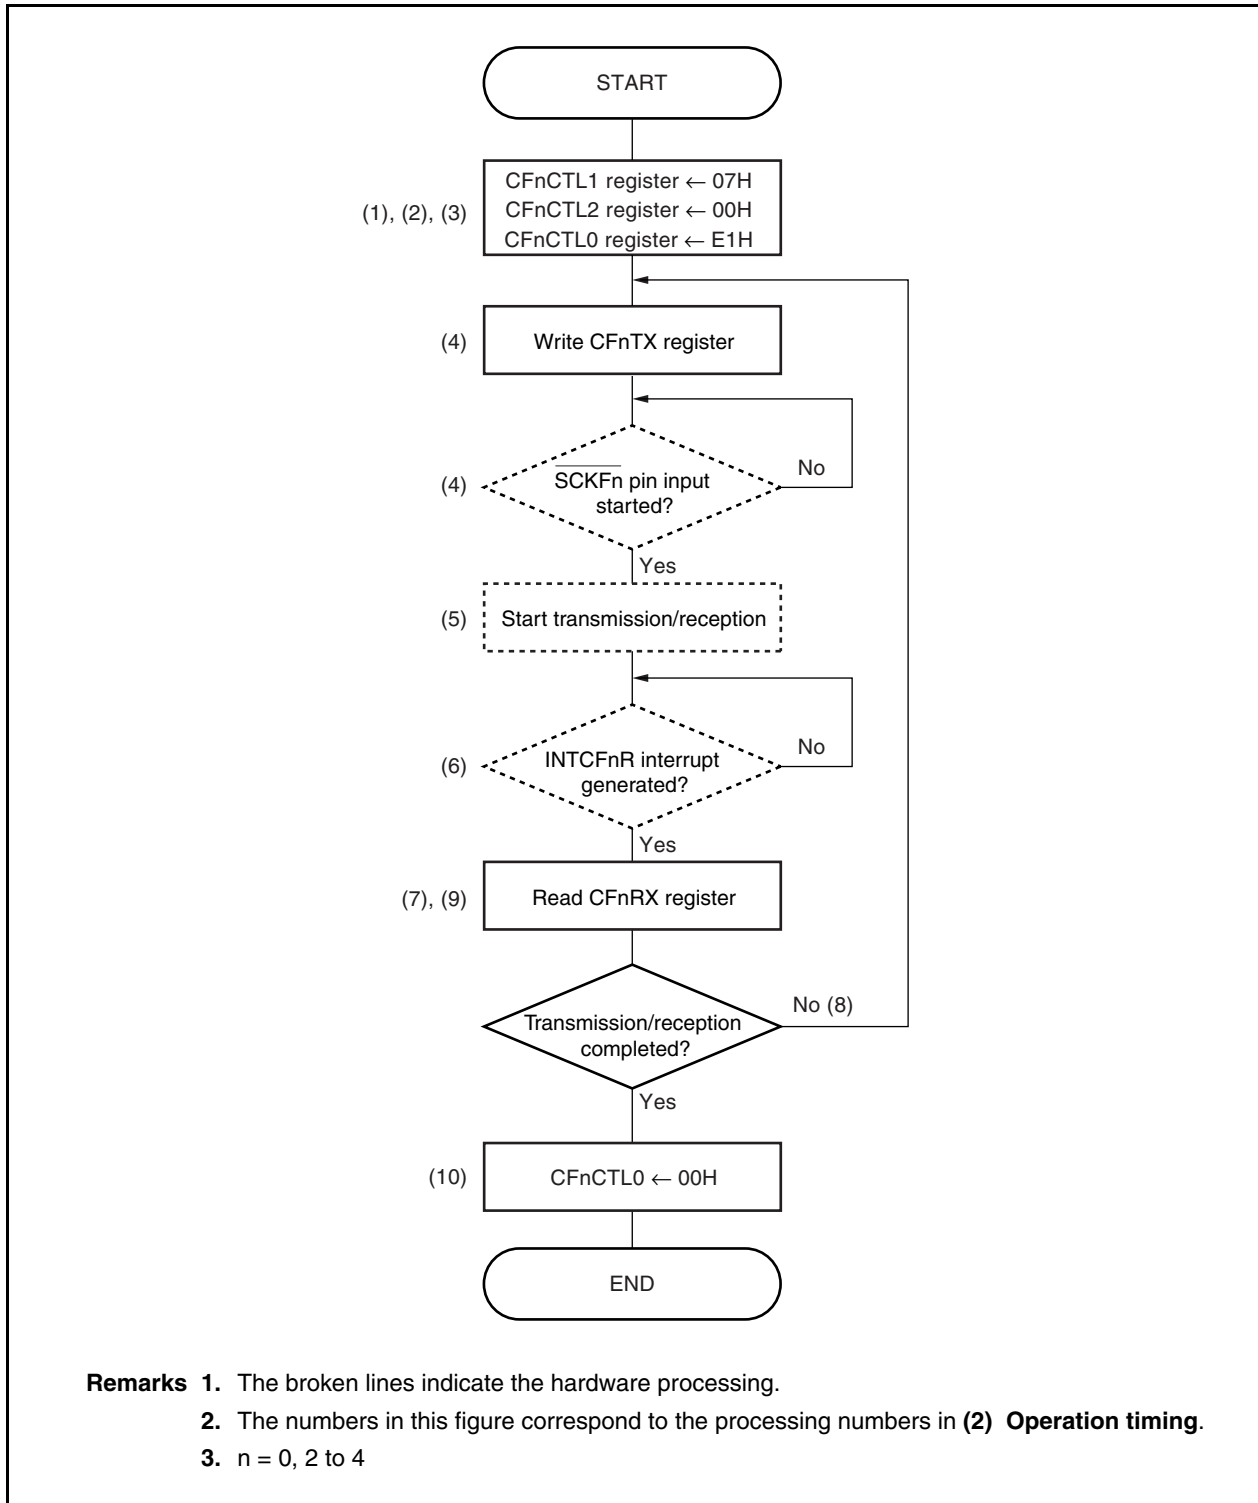 START
(1), (2), (3)
CFnCTL1 register ← 07H
CFnCTL2 register ← 00H
CFnCTL0 register ← E1H
(4)
Write CFnTX register
(4)
SCKFn pin input
started?
No
Yes
(5)
Start transmission/reception
(6)
INTCFnR interrupt
generated?
No
Yes
(7), (9)
Read CFnRX register
Transmission/reception
completed?
No (8)
Yes
(10)
CFnCTL0 ← 00H
END
Remarks 1. The broken lines indicate the hardware processing.
2. The numbers in this figure correspond to the processing numbers in (2) Operation timing.
3. n = 0, 2 to 4